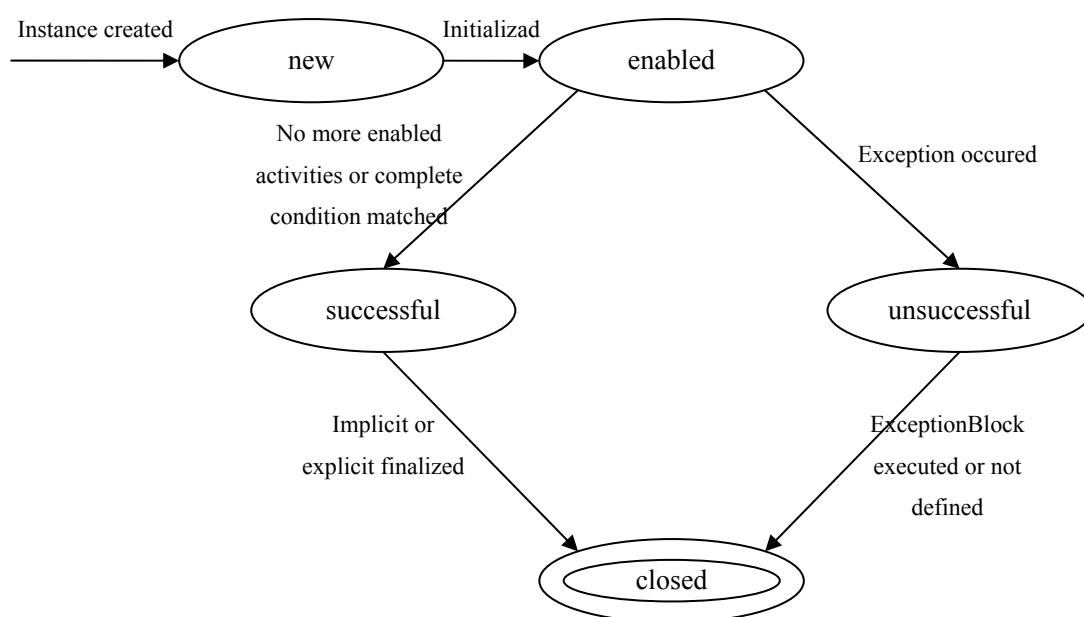 Instance created
new
Initializad
enabled
No more enabled
activities or complete
condition matched
Exception occured
successful
unsuccessful
Implicit or
explicit finalized
ExceptionBlock
executed or not
defined
closed